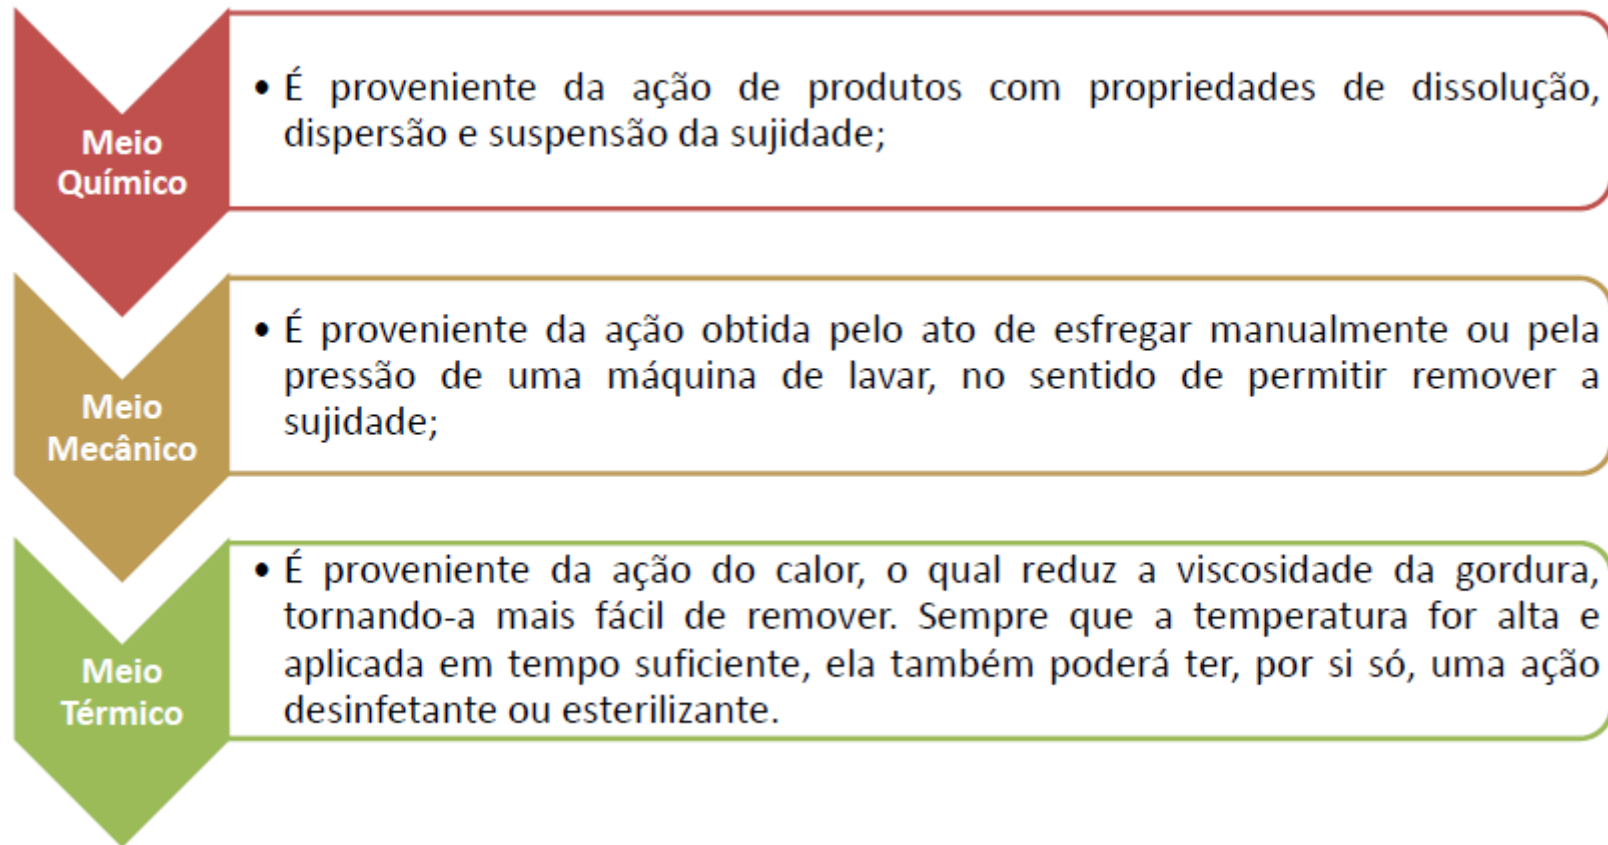 Meio
Químico
• É proveniente da ação de produtos com propriedades de dissolução,
dispersão e suspensão da sujidade;
Meio
Mecânico
• É proveniente da ação obtida pelo ato de esfregar manualmente ou pela
pressão de uma máquina de lavar, no sentido de permitir remover a
sujidade;
Meio
Térmico
• É proveniente da ação do calor, o qual reduz a viscosidade da gordura,
tornando-a mais fácil de remover. Sempre que a temperatura for alta e
aplicada em tempo suficiente, ela também poderá ter, por si só, uma ação
desinfetante ou esterilizante.